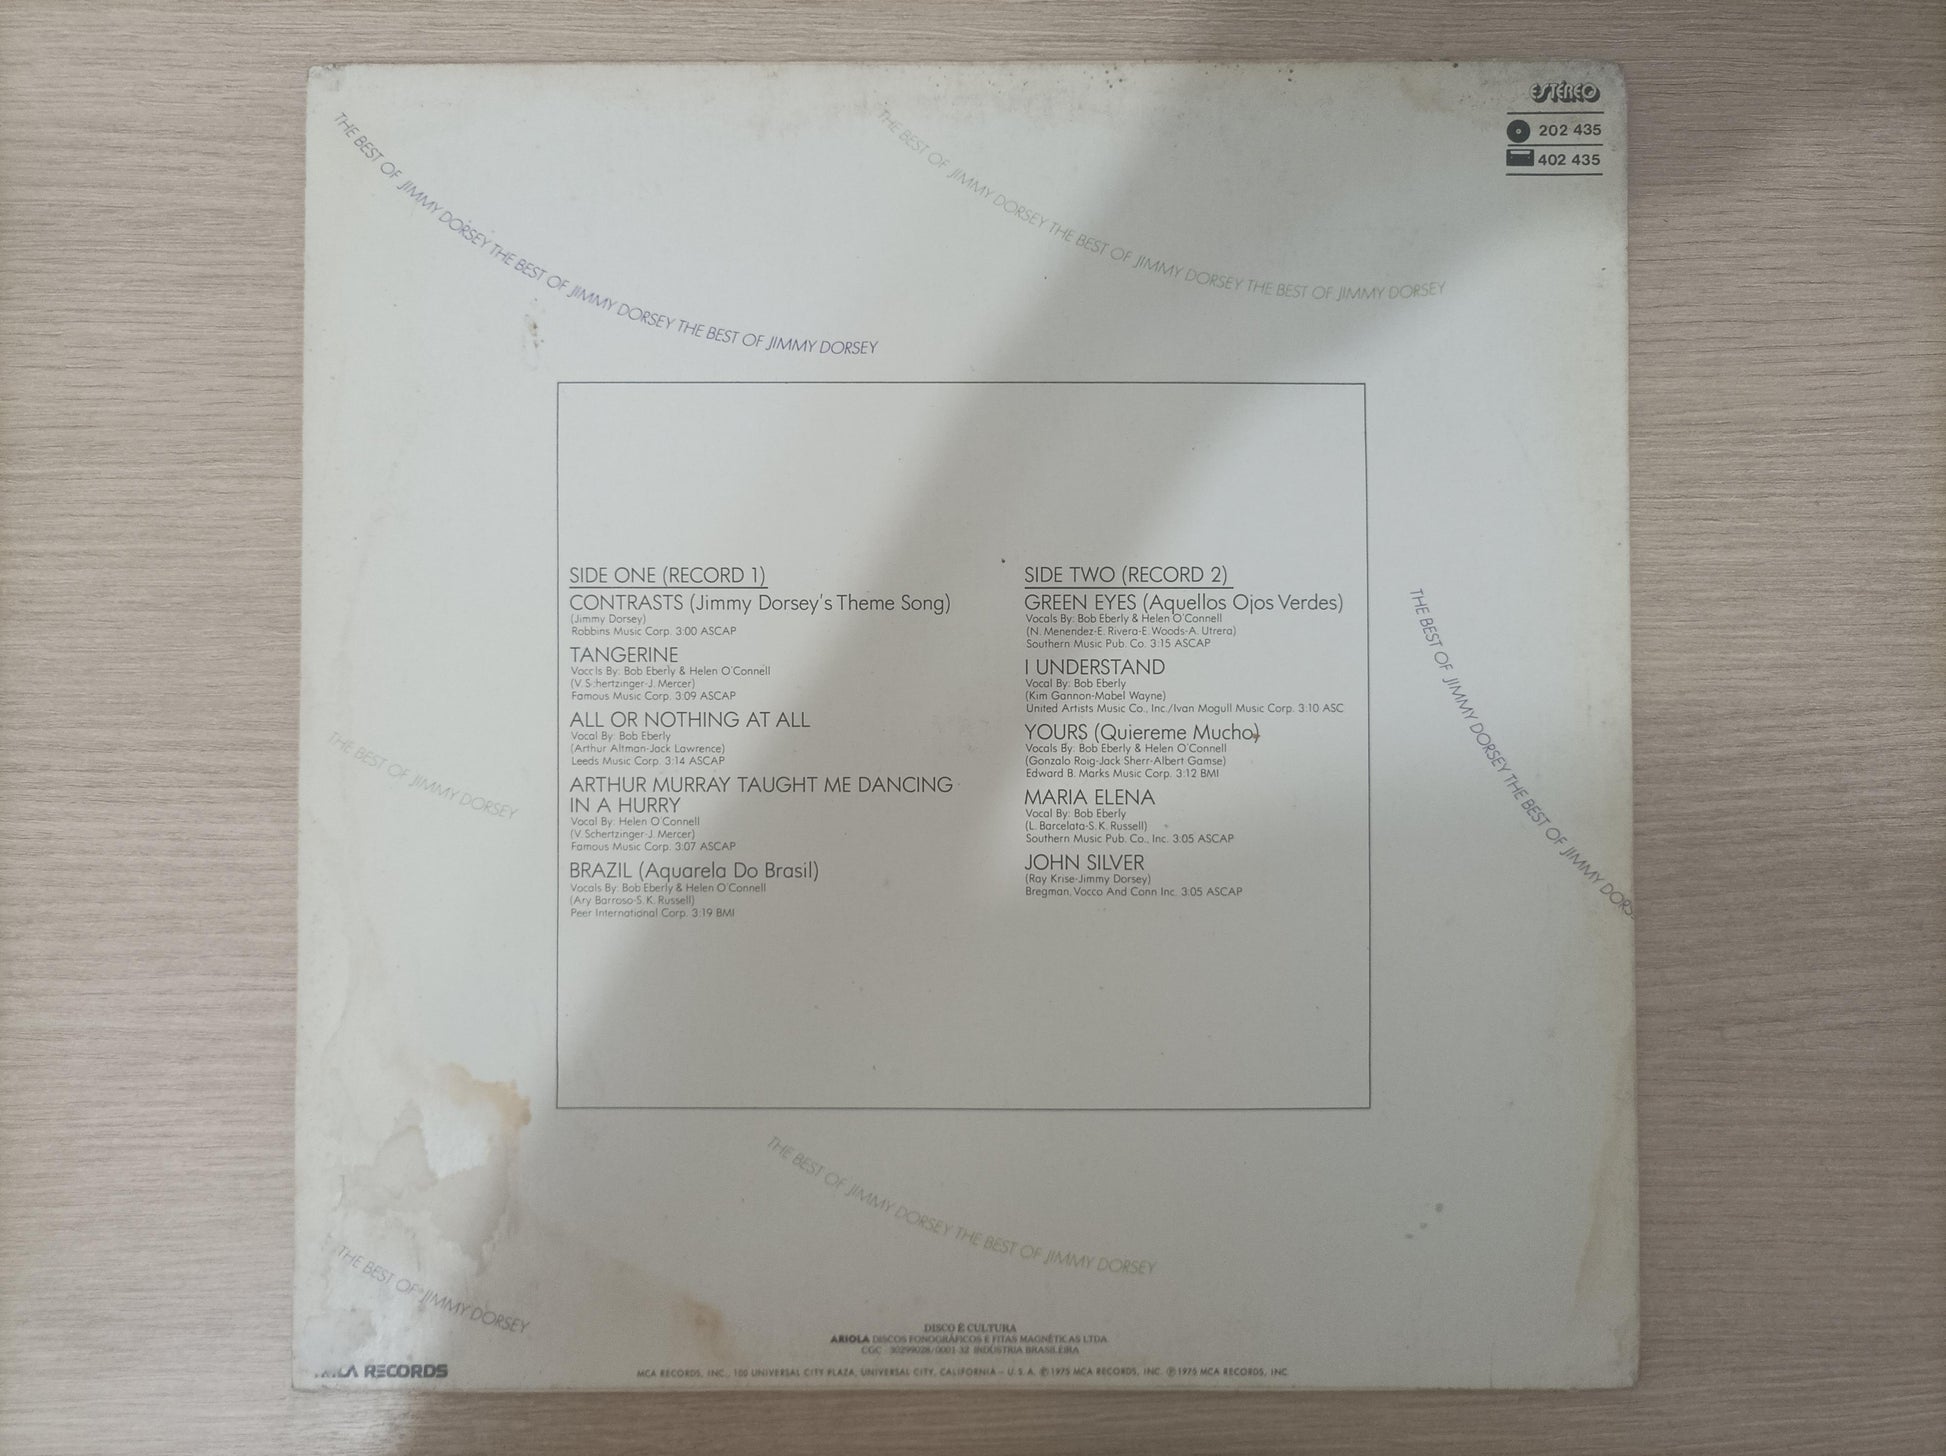 ESTÉREO
202 435
402 435
THE BEST OF JIMMY DORSEY THE BEST OF JIMMY DORSEY THE BEST OF JIMMY DORSEY
THE BEST OF JIMMY DORSEY THE BEST OF JIMMY DORSEY THE BEST OF JIMMY DORSEY
SIDE ONE (RECORD 1)
CONTRASTS (Jimmy Dorsey's Theme Song)
(Jimmy Dorsey)
Robbins Music Corp. 3:00 ASCAP
TANGERINE
Vocals By: Bob Eberly & Helen O'Connell
(V. Schertzinger-J. Mercer)
Famous Music Corp. 3:09 ASCAP
ALL OR NOTHING AT ALL
Vocal By: Bob Eberly
(Arthur Altman-Jack Lawrence)
Leeds Music Corp. 3:14 ASCAP
ARTHUR MURRAY TAUGHT ME DANCING
IN A HURRY
Vocal By: Helen O'Connell
(V. Schertzinger-J. Mercer)
Famous Music Corp. 3:07 ASCAP
BRAZIL (Aquarela Do Brasil)
Vocals By: Bob Eberly & Helen O'Connell
(Ary Barroso-S. K. Russell)
Peer International Corp. 3:19 BMI
SIDE TWO (RECORD 2)
GREEN EYES (Aquellos Ojos Verdes)
Vocals By: Bob Eberly & Helen O'Connell
(N. Menendez-E. Rivera-E. Woods-A. Utrera)
Southern Music Pub. Co. 3:15 ASCAP
I UNDERSTAND
Vocal By: Bob Eberly
(Kim Gannon-Mabel Wayne)
United Artists Music Co., Inc./Ivan Mogull Music Corp. 3:10 ASC
YOURS (Quiereme Mucho)
Vocals By: Bob Eberly & Helen O'Connell
(Gonzalo Roig-Jack Sherr-Albert Gamse)
Edward B. Marks Music Corp. 3:12 BMI
MARIA ELENA
Vocal By: Bob Eberly
(L. Barcelata-S. K. Russell)
Southern Music Pub. Co., Inc. 3:05 ASCAP
JOHN SILVER
(Ray Krise-Jimmy Dorsey)
Bregman, Vocco And Conn Inc. 3:05 ASCAP
THE BEST OF JIMMY DORSEY THE BEST OF JIMMY DORS
THE BEST OF JIMMY DORSEY
THE BEST OF JIMMY DORSEY THE BEST OF JIMMY DORSEY
THE BEST OF JIMMY DORSEY
DISCO É CULTURA
ARIOLA DISCOS FONOGRÁFICOS E FITAS MAGNÉTICAS LTDA
CGC 30299028/0001-32 INDÚSTRIA BRASILEIRA
MCA RECORDS
MCA RECORDS, INC., 100 UNIVERSAL CITY PLAZA, UNIVERSAL CITY, CALIFORNIA - U.S.A. ©1975 MCA RECORDS, INC. ℗1975 MCA RECORDS, INC.